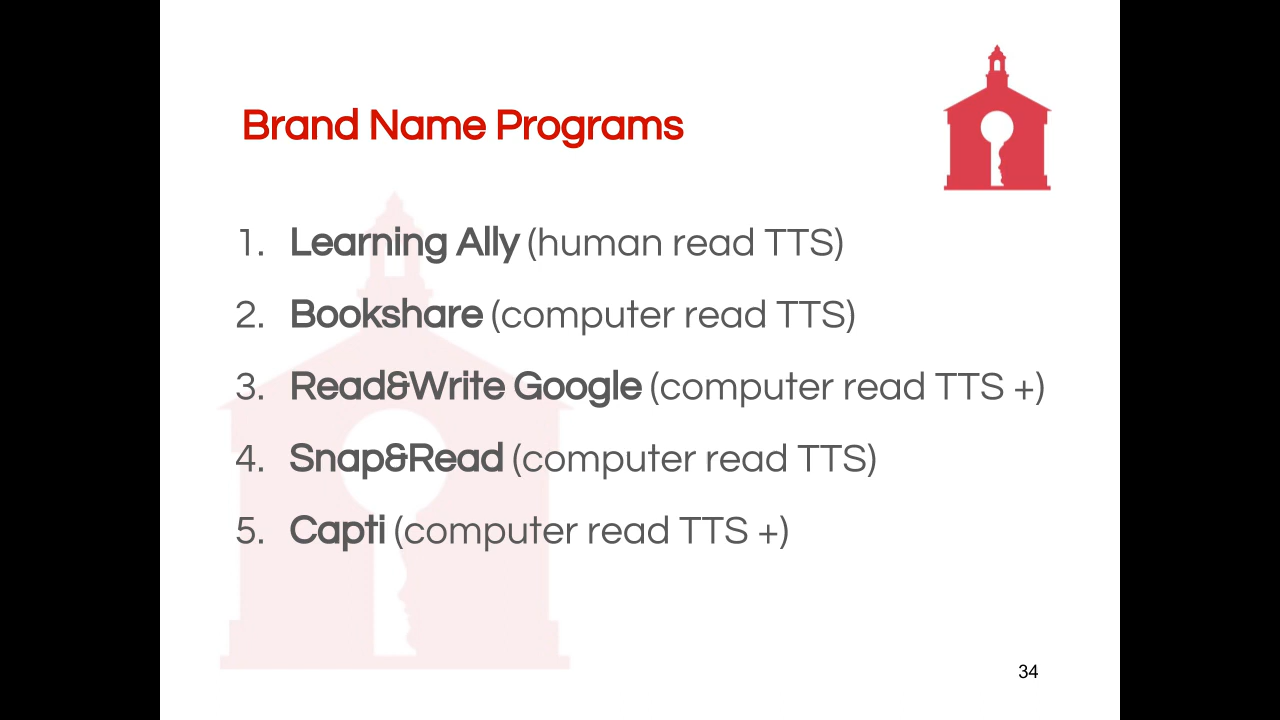 Brand Name Programs
1. Learning Ally (human read TTS)
2. Bookshare (computer read TTS)
3. Read&Write Google (computer read TTS +)
4. Snap&Read (computer read TTS)
5. Capti (computer read TTS +)
34